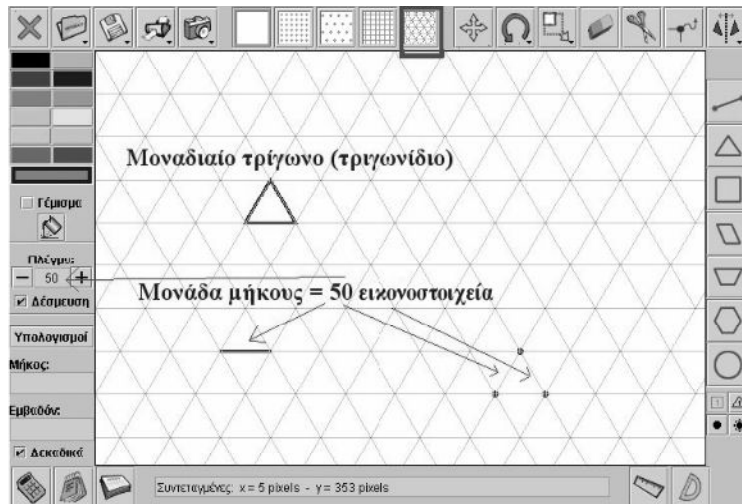 Μοναδιαίο τρίγωνο (τριγωνίδιο)
Γέμισμα
Πλέγμα:
50
Δέσμευση
Μονάδα μήκους = 50 εικονοστοιχεία
Υπολογισμοί
Μήκος:
Εμβαδόν:
Δεκαδικά
Συντεταγμένες: x = 5 pixels - y = 353 pixels